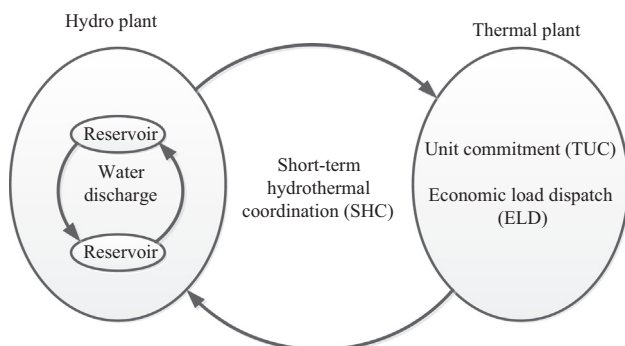 Hydro plant
Reservoir
Water
discharge
Reservoir
Short-term
hydrothermal
coordination (SHC)
Thermal plant
Unit commitment (TUC)
Economic load dispatch
(ELD)